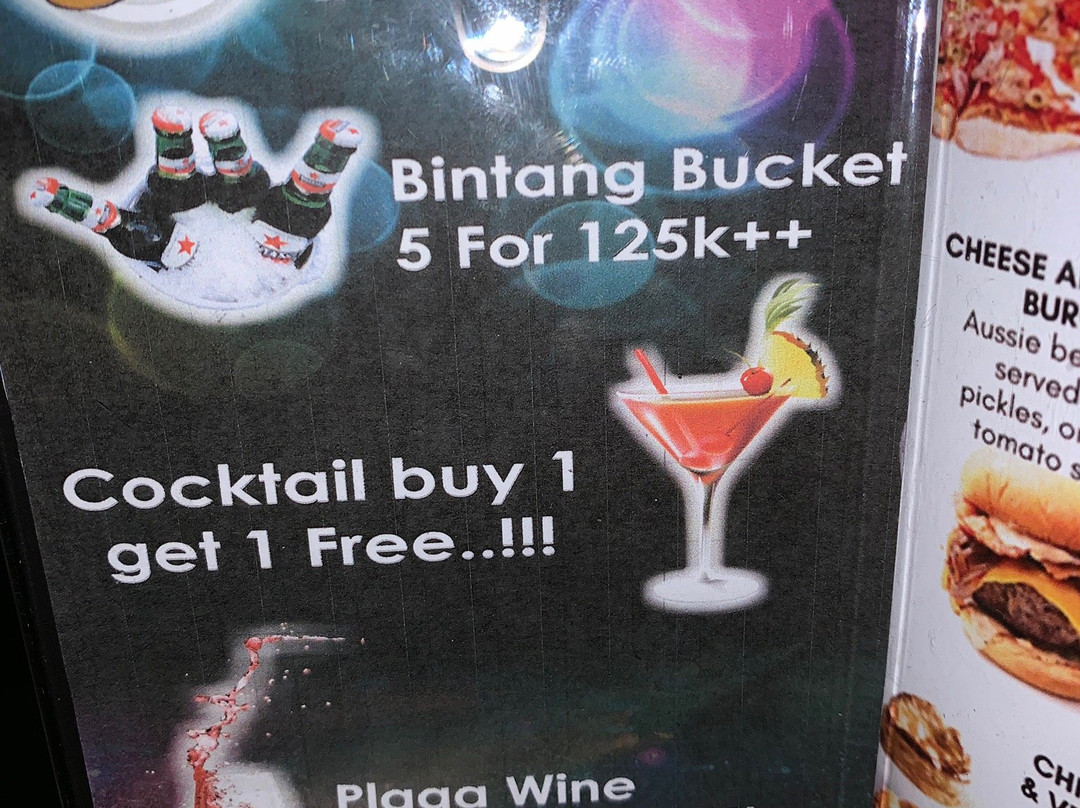 Bintang Bucket
5 For 125k++
Cocktail buy 1
get 1 Free..!!!
Plaga Wine
CHEESE
BUR
Aussie be
served
pickles,
tomato s
CH
&